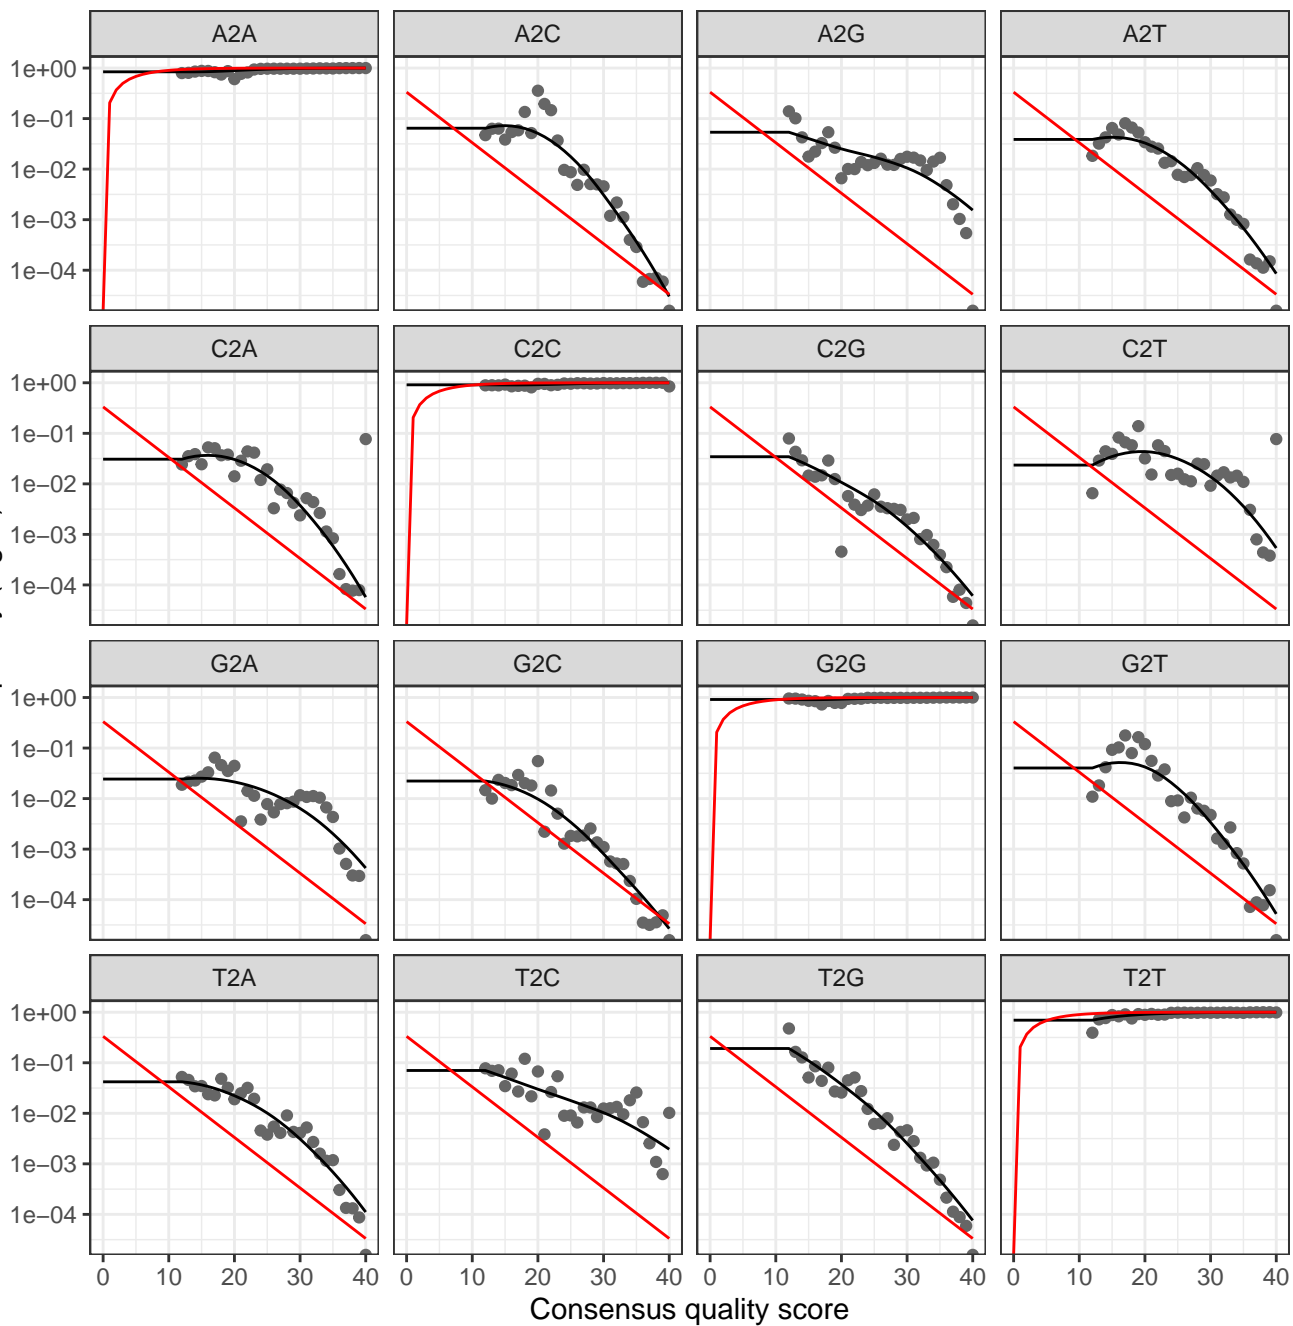 A2A A2C A2G A2T
1e+00
1e−01
1e−02
1e−03
1e−04
C2A C2C C2G C2T
1e+00
1e−01
1e−02
1e−03
1e−04
G2A G2C G2G G2T
1e+00
1e−01
1e−02
1e−03
1e−04
T2A T2C T2G T2T
1e+00
1e−01
1e−02
1e−03
1e−04
0 10 20 30 40 0 10 20 30 40 0 10 20 30 40 0 10 20 30 40
Consensus quality score